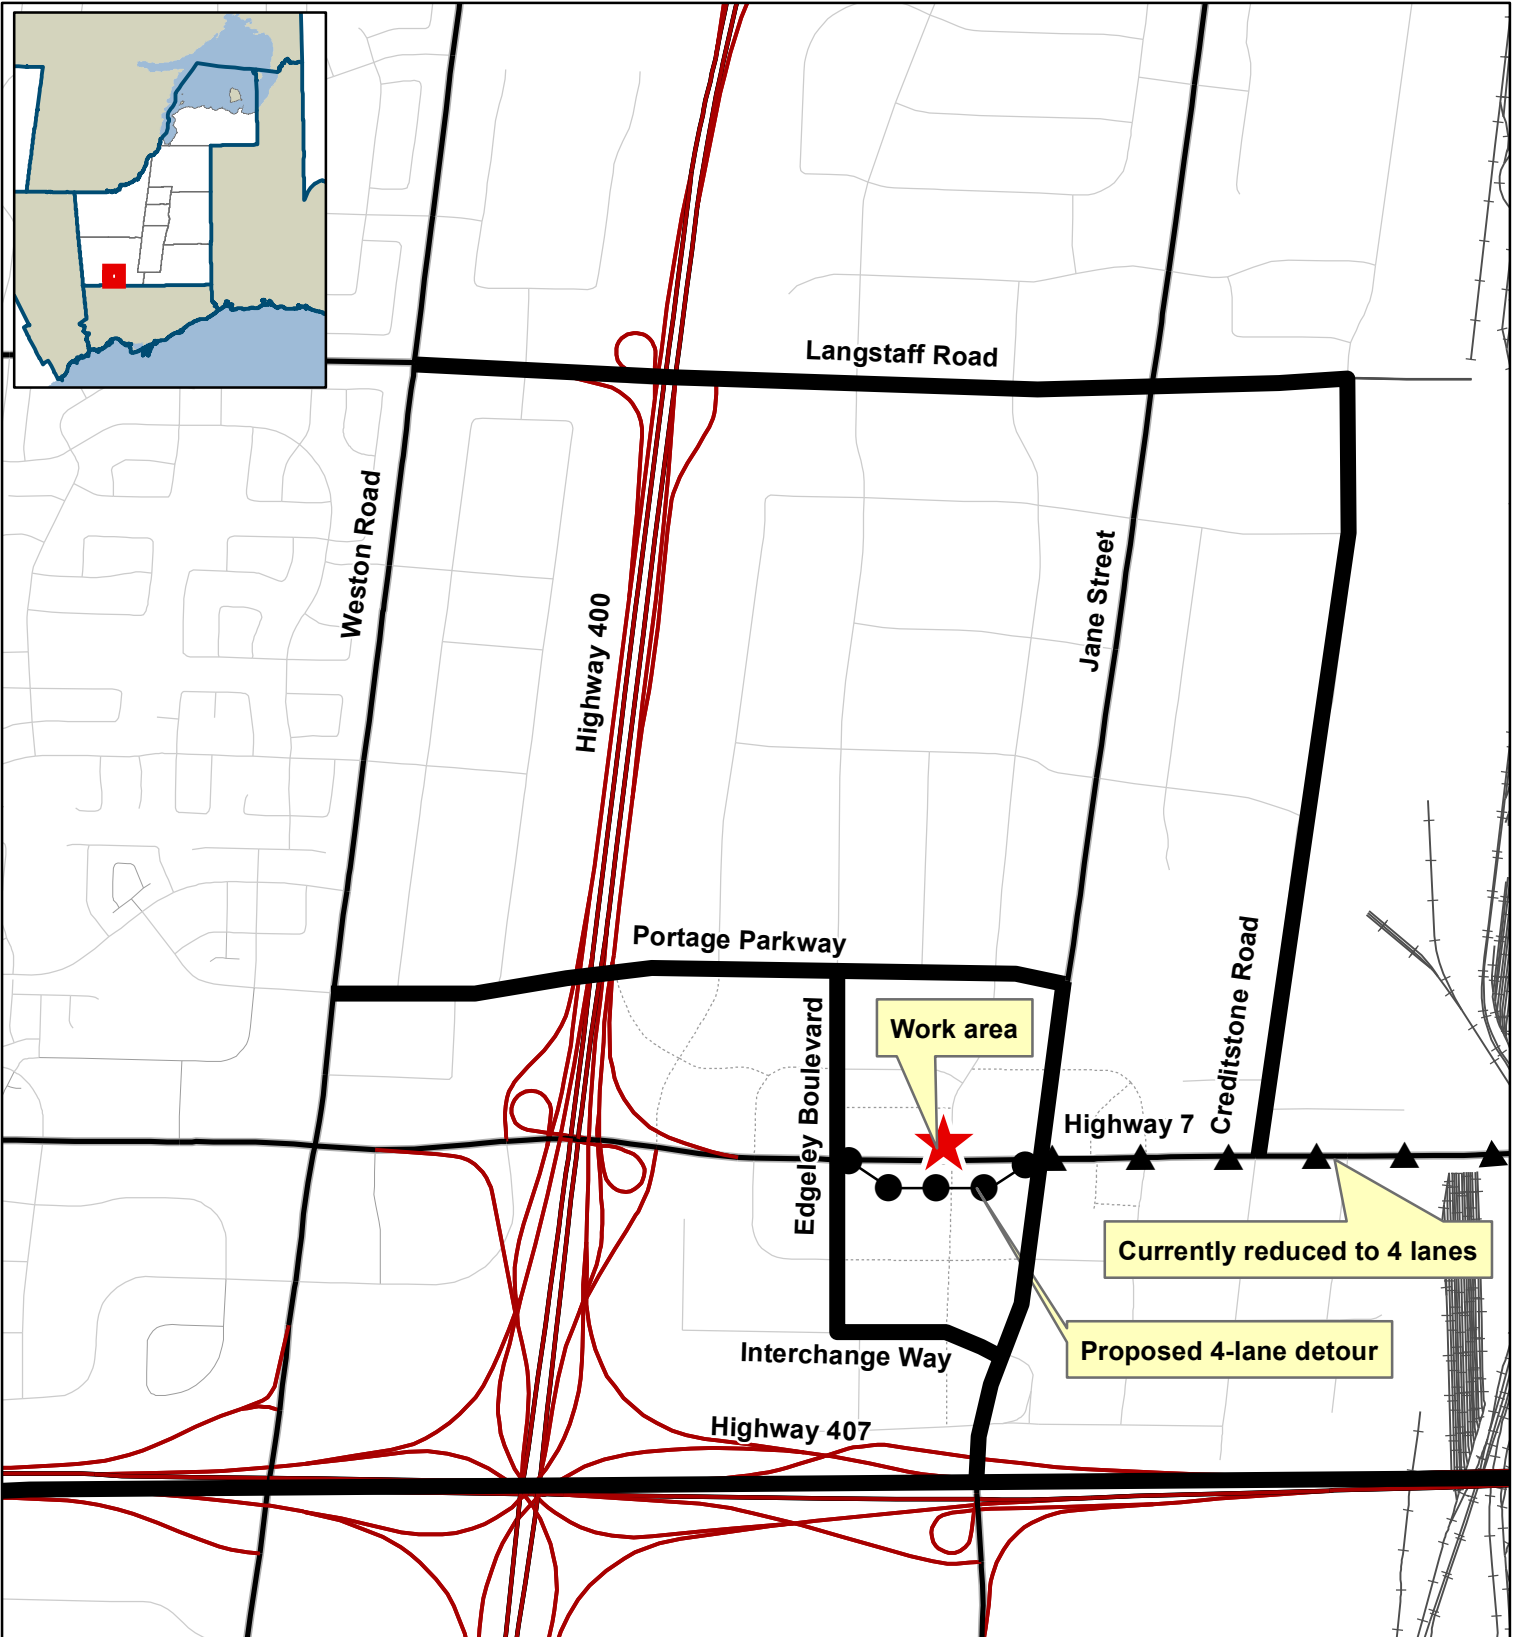 Langstaff Road
Weston Road
Highway 400
Jane Street
Portage Parkway
Creditstone Road
Edgeley Boulevard
Work area
Highway 7
Currently reduced to 4 lanes
Proposed 4-lane detour
Interchange Way
Highway 407